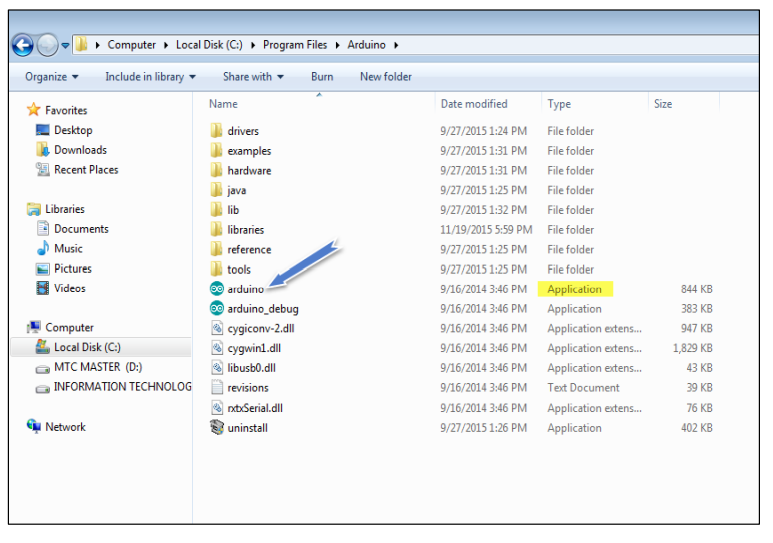 Computer Local Disk (C:) Program Files Arduino
Organize Include in library Share with Burn New folder
Favorites
Desktop
Downloads
Recent Places
Libraries
Documents
Music
Pictures
Videos
Computer
Local Disk (C:)
MTC MASTER (D:)
INFORMATION TECHNOLOG
Network
Name Date modified Type Size
drivers 9/27/2015 1:24 PM File folder
examples 9/27/2015 1:31 PM File folder
hardware 9/27/2015 1:31 PM File folder
java 9/27/2015 1:25 PM File folder
lib 9/27/2015 1:32 PM File folder
libraries 11/19/2015 5:59 PM File folder
reference 9/27/2015 1:25 PM File folder
tools 9/27/2015 1:25 PM File folder
arduino 9/16/2014 3:46 PM Application 844 KB
arduino_debug 9/16/2014 3:46 PM Application 383 KB
cygiconv-2.dll 9/16/2014 3:46 PM Application extens... 947 KB
cygwin1.dll 9/16/2014 3:46 PM Application extens... 1,829 KB
libusb0.dll 9/16/2014 3:46 PM Application extens... 43 KB
revisions 9/16/2014 3:46 PM Text Document 39 KB
rxtxSerial.dll 9/16/2014 3:46 PM Application extens... 76 KB
uninstall 9/27/2015 1:26 PM Application 402 KB